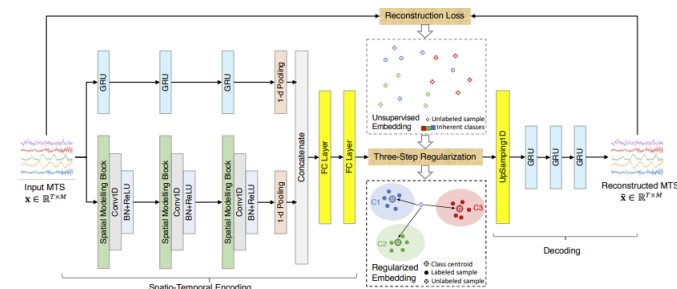 Reconstruction Loss
GRU
GRU
GRU
1-d Pooling
Unsupervised
Embedding
Unlabeled sample
Inherent classes
Input MTS
x ∈ ℝ^{T×M}
Spatial Modelling Block
Conv1D
BN+ReLU
Spatial Modelling Block
Conv1D
BN+ReLU
Spatial Modelling Block
Conv1D
BN+ReLU
1-d Pooling
Concatenate
FC Layer
FC Layer
Three-Step Regularization
C1
C2
C3
Regularized
Embedding
Class centroid
Labeled sample
Unlabeled sample
UpSampling1D
GRU
GRU
GRU
Reconstructed MTS
x̃ ∈ ℝ^{T×M}
Decoding
Spatio-Temporal Encoding